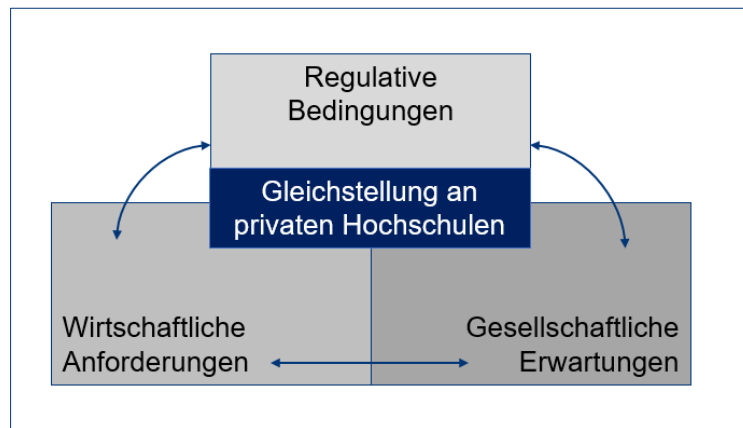 Regulative
Bedingungen
Gleichstellung an
privaten Hochschulen
Wirtschaftliche
Anforderungen
Gesellschaftliche
Erwartungen